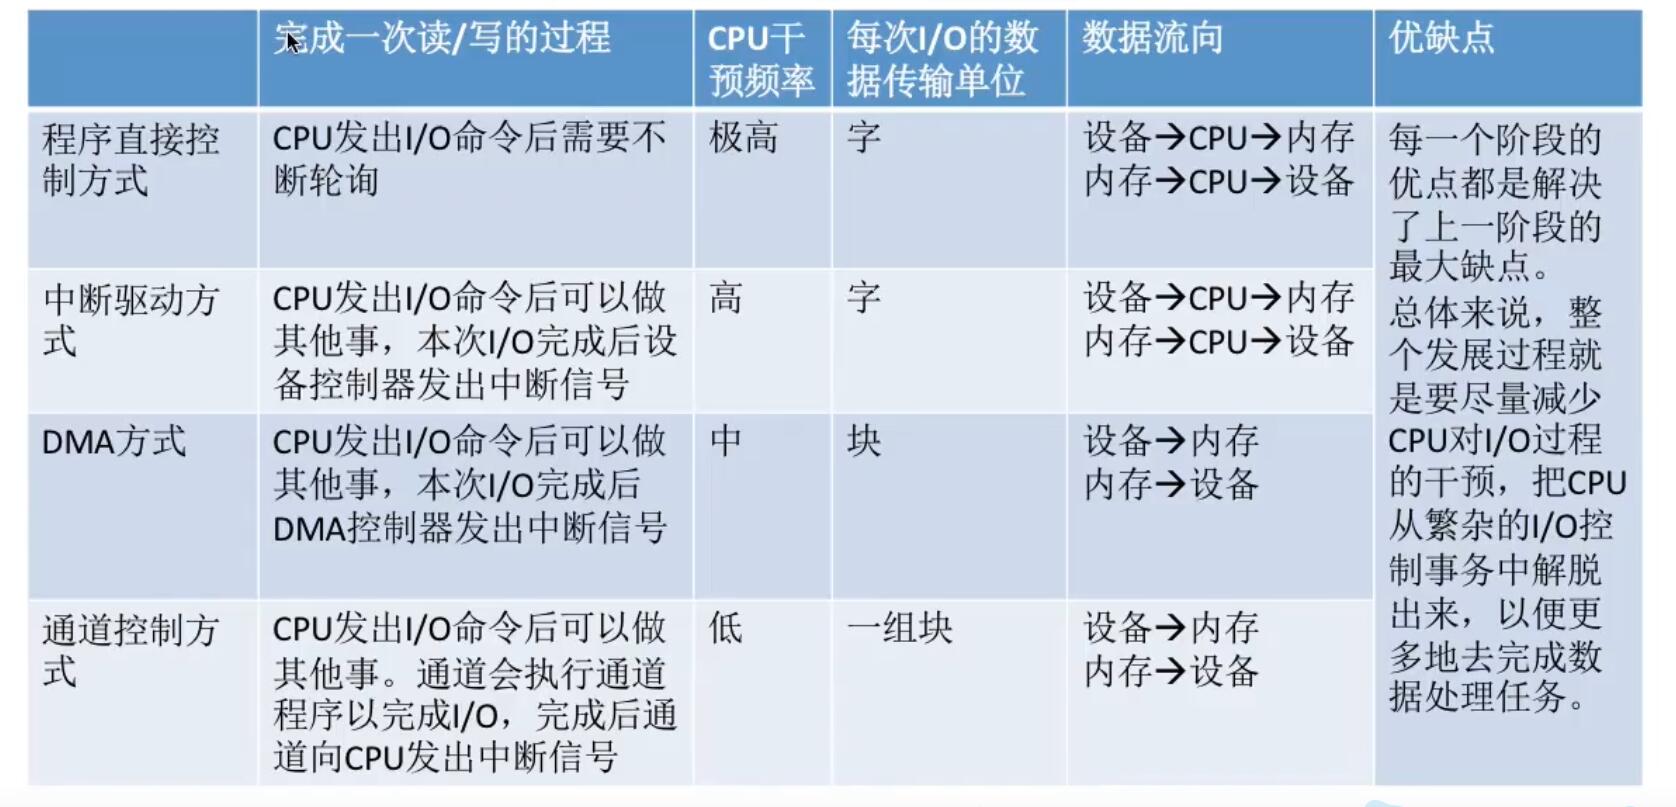 完成一次读/写的过程
CPU干
预频率
每次I/O的数
据传输单位
数据流向
优缺点
程序直接控
制方式
CPU发出I/O命令后需要不
断轮询
极高
字
设备→CPU→内存
内存→CPU→设备
中断驱动方
式
CPU发出I/O命令后可以做
其他事，本次I/O完成后设
备控制器发出中断信号
高
字
设备→CPU→内存
内存→CPU→设备
DMA方式
CPU发出I/O命令后可以做
其他事，本次I/O完成后
DMA控制器发出中断信号
中
块
设备→内存
内存→设备
通道控制方
式
CPU发出I/O命令后可以做
其他事。通道会执行通道
程序以完成I/O，完成后通
道向CPU发出中断信号
低
一组块
设备→内存
内存→设备
每一个阶段的
优点都是解决
了上一阶段的
最大缺点。
总体来说，整
个发展过程就
是要尽量减少
CPU对I/O过程
的干预，把CPU
从繁杂的I/O控
制事务中解脱
出来，以便更
多地去完成数
据处理任务。